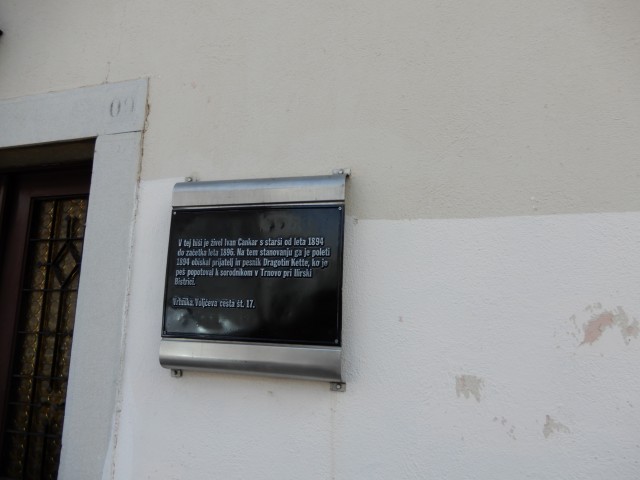 09
V tej hiši je živel Ivan Cankar s starši od leta 1894
do začetka leta 1896. Na tem stanovanju ga je poleti
1894 obiskal prijatelj in pesnik Dragotin Kette, ko je
peš popotoval k sorodnikom v Trnovo pri Ilirski
Bistrici.
Vrhnika, Voljčeva cesta št. 17.